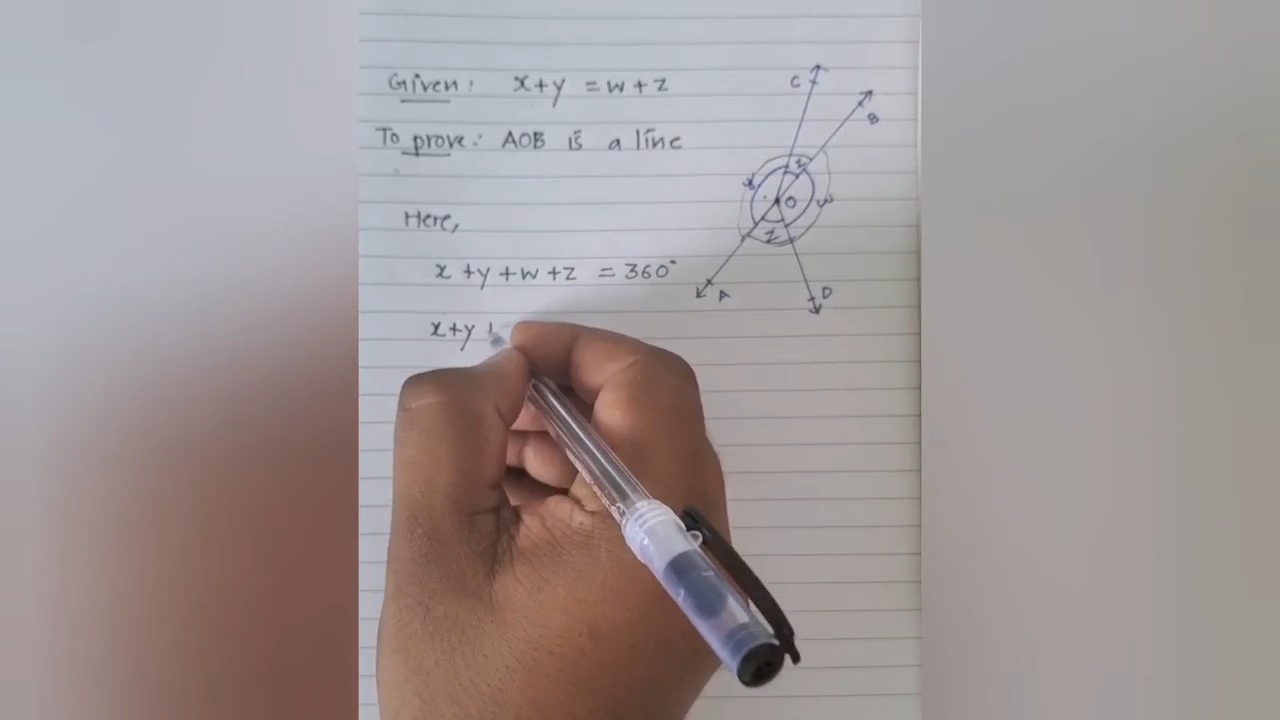 Given: x+y = w+z
To prove: AOB is a line
Here,
x+y+w+z = 360°
x+y +
C
B
O
w
z
A
D